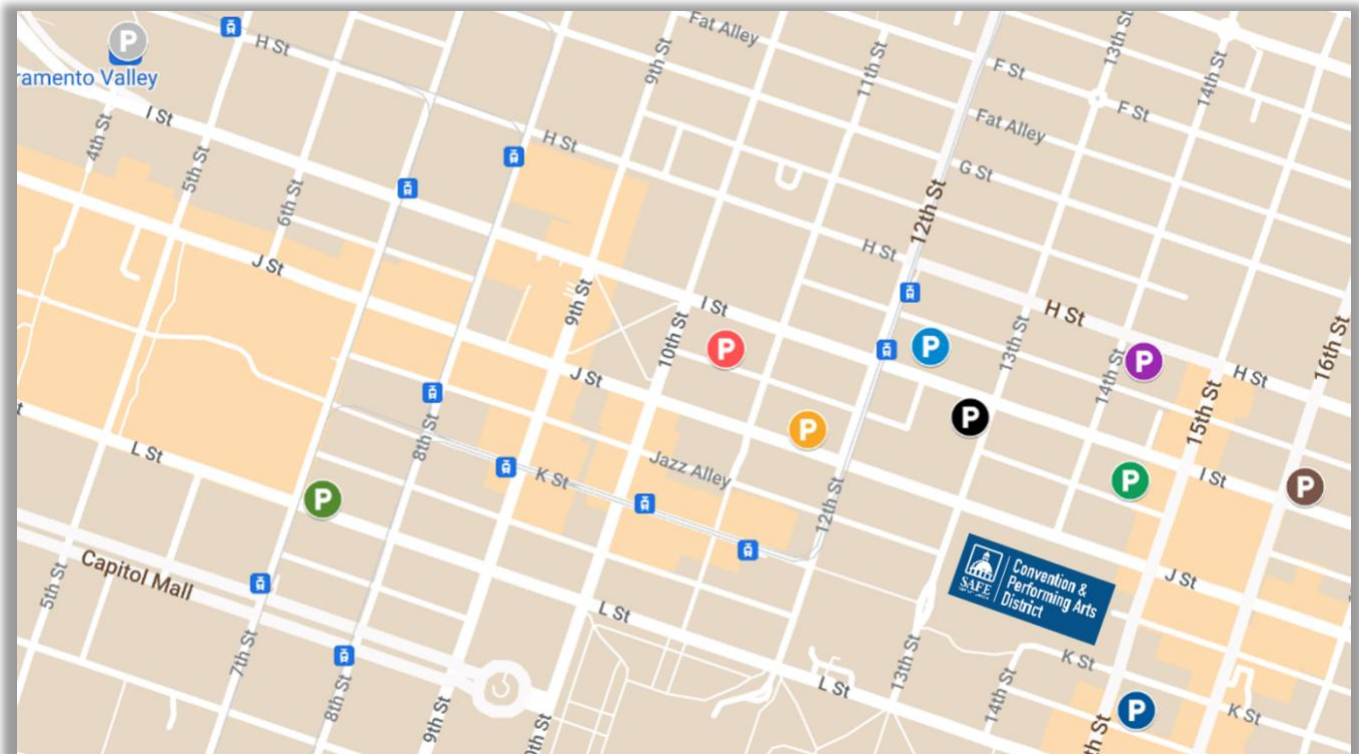 Fat Alley
13th St
H St
9th St
11th St
14th St
P
ramento Valley
F St
F St
I St
4th St
Fat Alley
H St
5th St
G St
6th St
12th St
H St
J St
9th St
I St
H St
10th St
13th St
16th St
P
P
P
14th St
J St
H St
15th St
P
P
8th St
L St
Jazz Alley
K St
I St
P
P
P
12th St
Capitol Mall
5th St
SAFE
Convention &
Performing Arts
District
J St
L St
7th St
13th St
K St
8th St
9th St
L St
14th St
P
K St